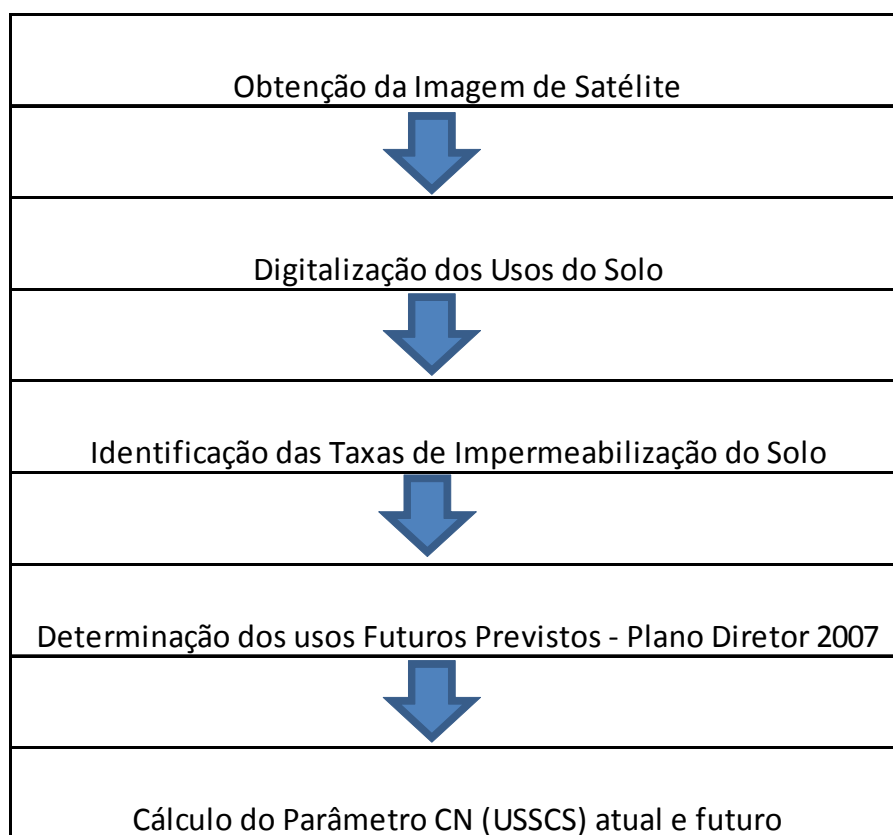 Obtenção da Imagem de Satélite
Digitalização dos Usos do Solo
Identificação das Taxas de Impermeabilização do Solo
Determinação dos usos Futuros Previstos - Plano Diretor 2007
Cálculo do Parâmetro CN (USSCS) atual e futuro